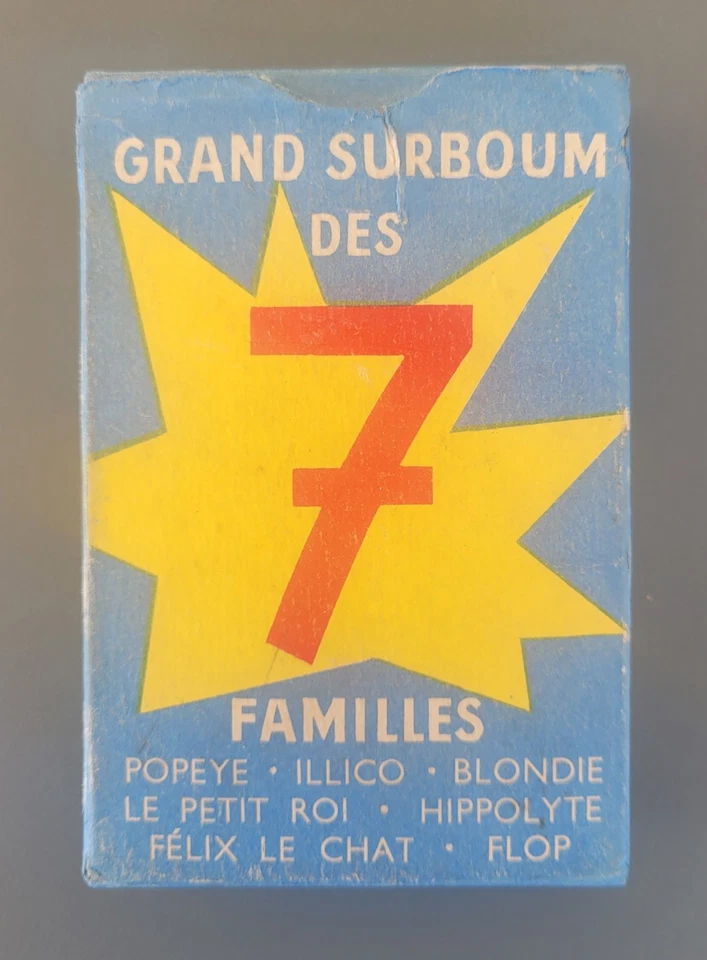 GRAND SURBOUM
DES
7
FAMILLES
POPEYE • ILLICO • BLONDIE
LE PETIT ROI • HIPPOLYTE
FÉLIX LE CHAT • FLOP